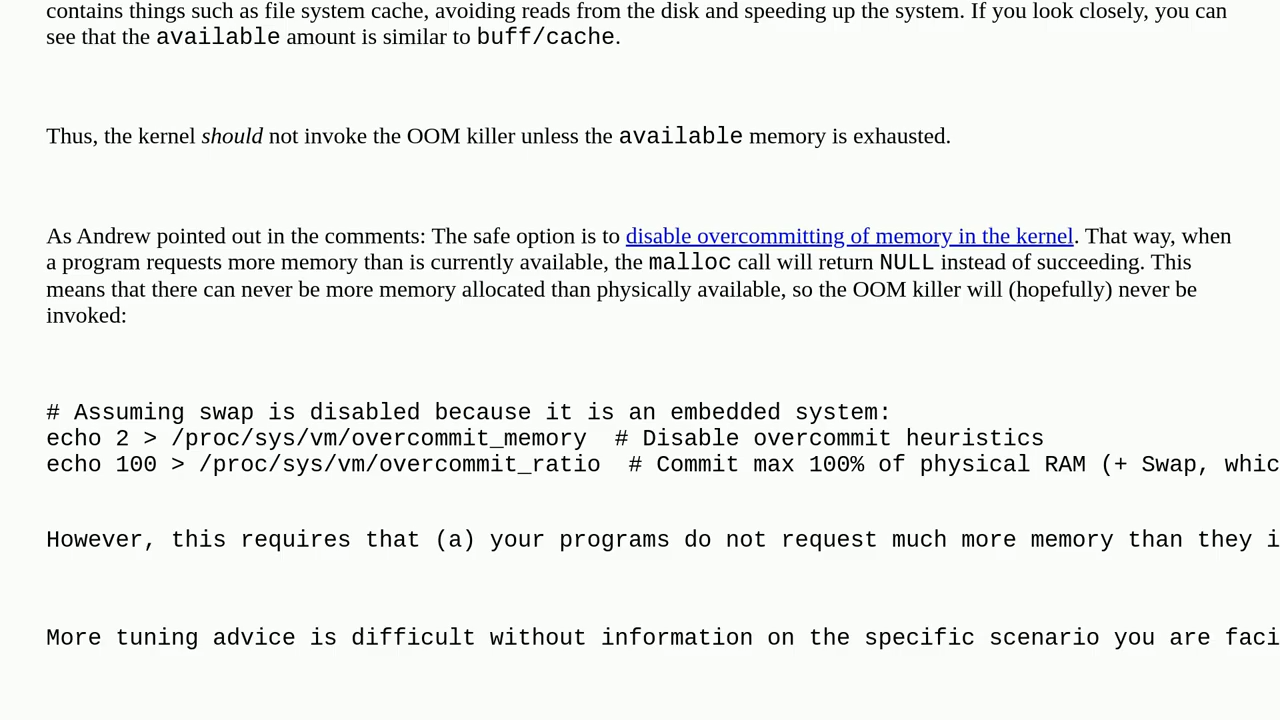 contains things such as file system cache, avoiding reads from the disk and speeding up the system. If you look closely, you can
see that the available amount is similar to buff/cache.
Thus, the kernel should not invoke the OOM killer unless the available memory is exhausted.
As Andrew pointed out in the comments: The safe option is to disable overcommitting of memory in the kernel. That way, when
a program requests more memory than is currently available, the malloc call will return NULL instead of succeeding. This
means that there can never be more memory allocated than physically available, so the OOM killer will (hopefully) never be
invoked:
# Assuming swap is disabled because it is an embedded system:
echo 2 > /proc/sys/vm/overcommit_memory  # Disable overcommit heuristics
echo 100 > /proc/sys/vm/overcommit_ratio  # Commit max 100% of physical RAM (+ Swap, whic
However, this requires that (a) your programs do not request much more memory than they i
More tuning advice is difficult without information on the specific scenario you are faci